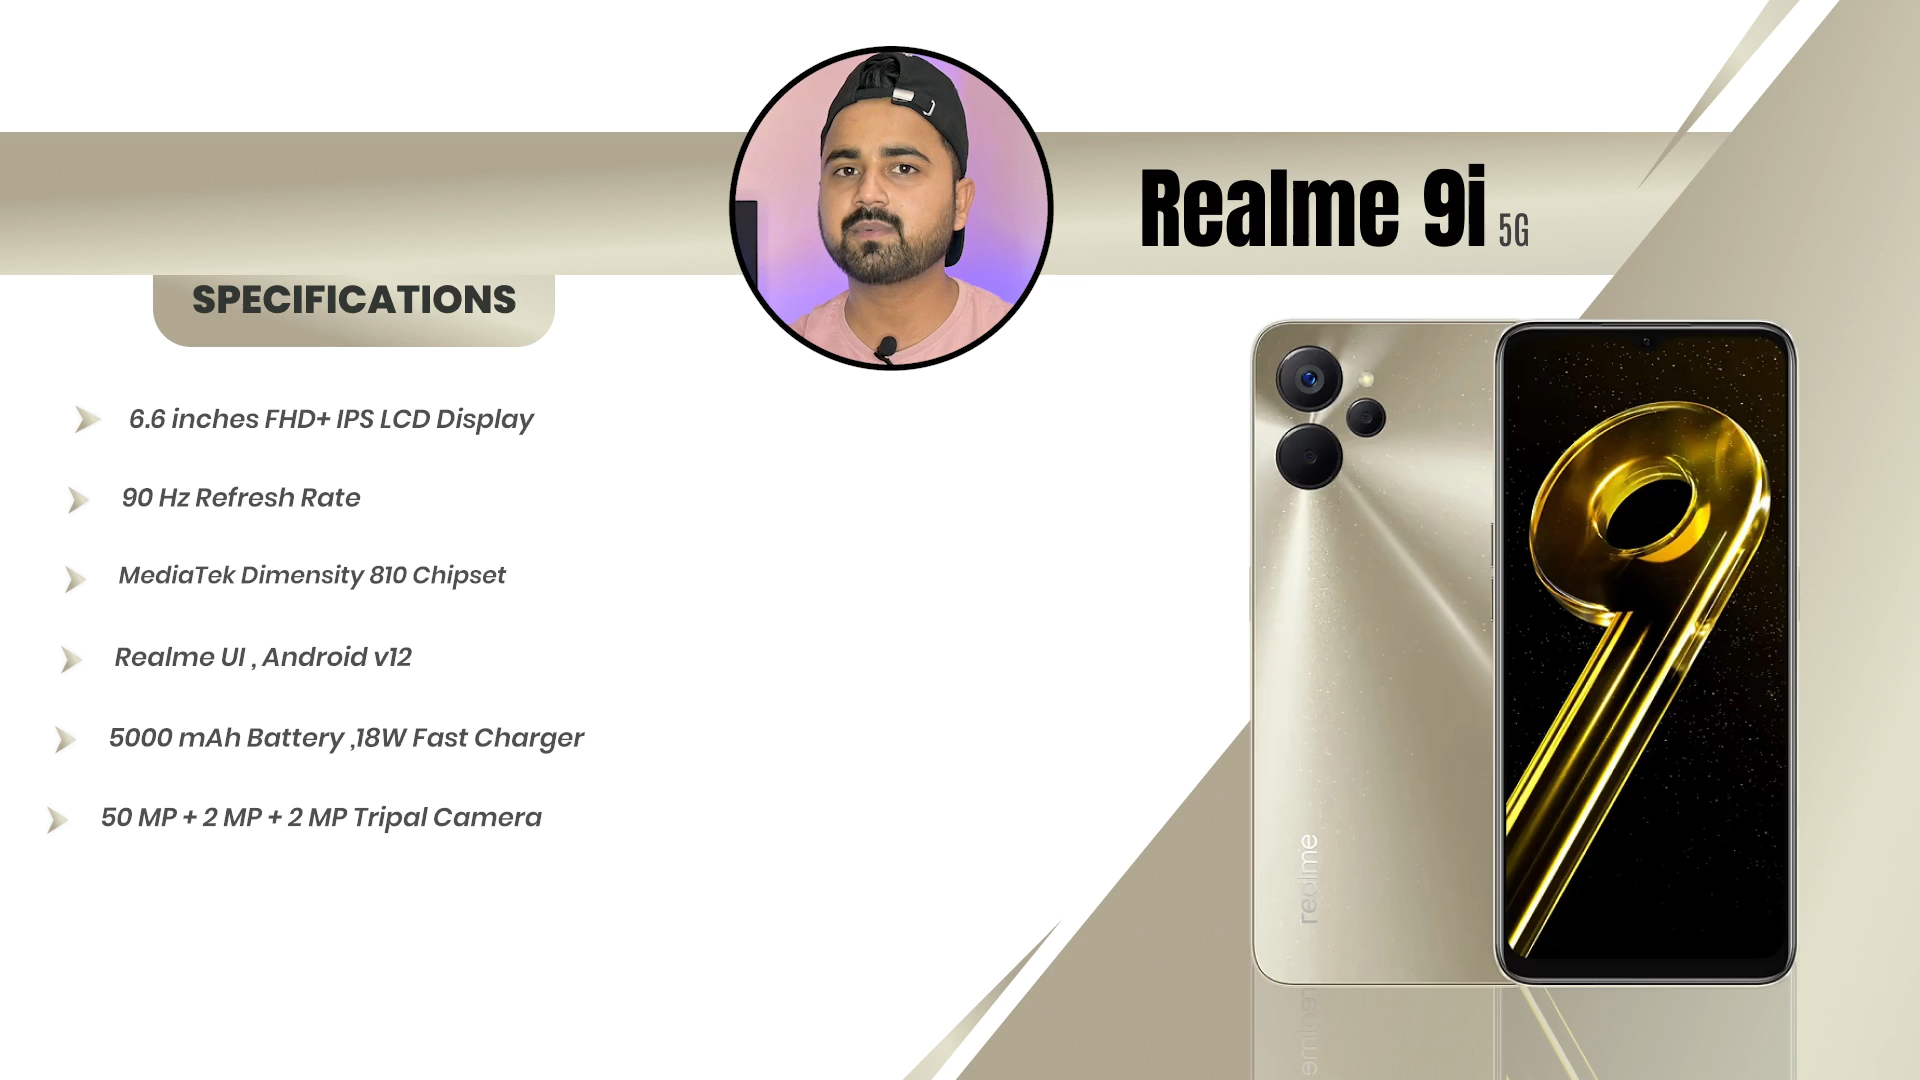 Realme 9i 5G
SPECIFICATIONS
6.6 inches FHD+ IPS LCD Display
90 Hz Refresh Rate
MediaTek Dimensity 810 Chipset
Realme UI , Android v12
5000 mAh Battery ,18W Fast Charger
50 MP + 2 MP + 2 MP Tripal Camera
realme
9